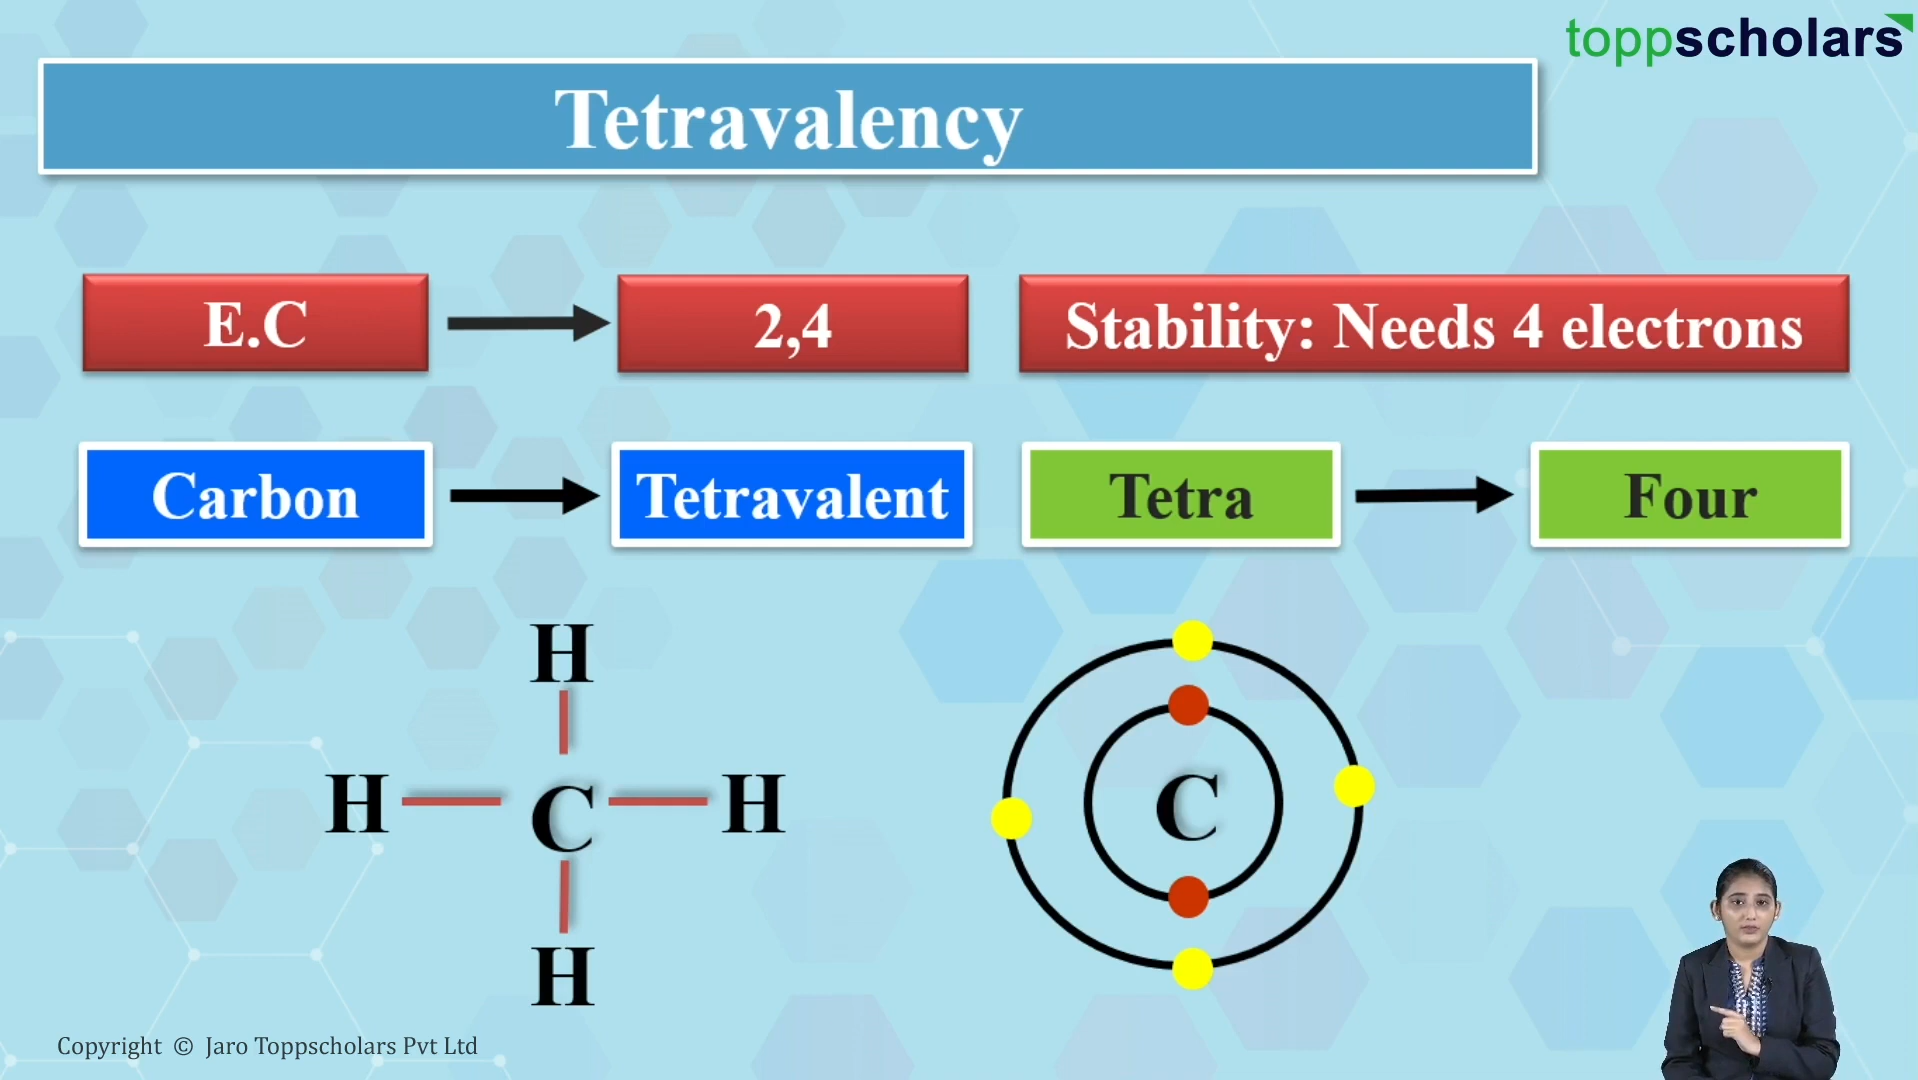 toppscholars
Tetravalency
E.C
2,4
Stability: Needs 4 electrons
Carbon
Tetravalent
Tetra
Four
H
H
C
H
H
C
Copyright © Jaro Toppscholars Pvt Ltd